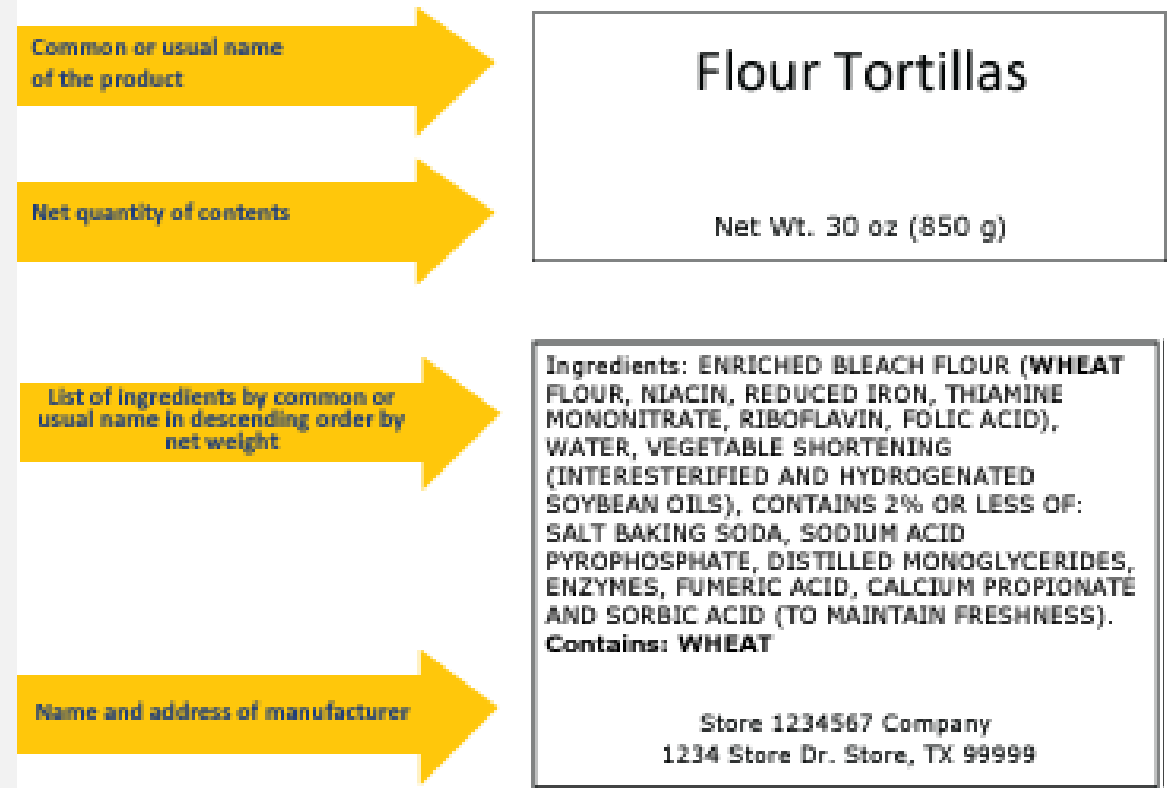 Common or usual name
of the product
Flour Tortillas
Net quantity of contents
Net Wt. 30 oz (850 g)
List of ingredients by common or
usual name in descending order by
net weight
Ingredients: ENRICHED BLEACH FLOUR (WHEAT
FLOUR, NIACIN, REDUCED IRON, THIAMINE
MONONITRATE, RIBOFLAVIN, FOLIC ACID),
WATER, VEGETABLE SHORTENING
(INTERESTERIFIED AND HYDROGENATED
SOYBEAN OILS), CONTAINS 2% OR LESS OF:
SALT BAKING SODA, SODIUM ACID
PYROPHOSPHATE, DISTILLED MONOGLYCERIDES,
ENZYMES, FUMERIC ACID, CALCIUM PROPIONATE
AND SORBIC ACID (TO MAINTAIN FRESHNESS).
Contains: WHEAT
Name and address of manufacturer
Store 1234567 Company
1234 Store Dr. Store, TX 99999